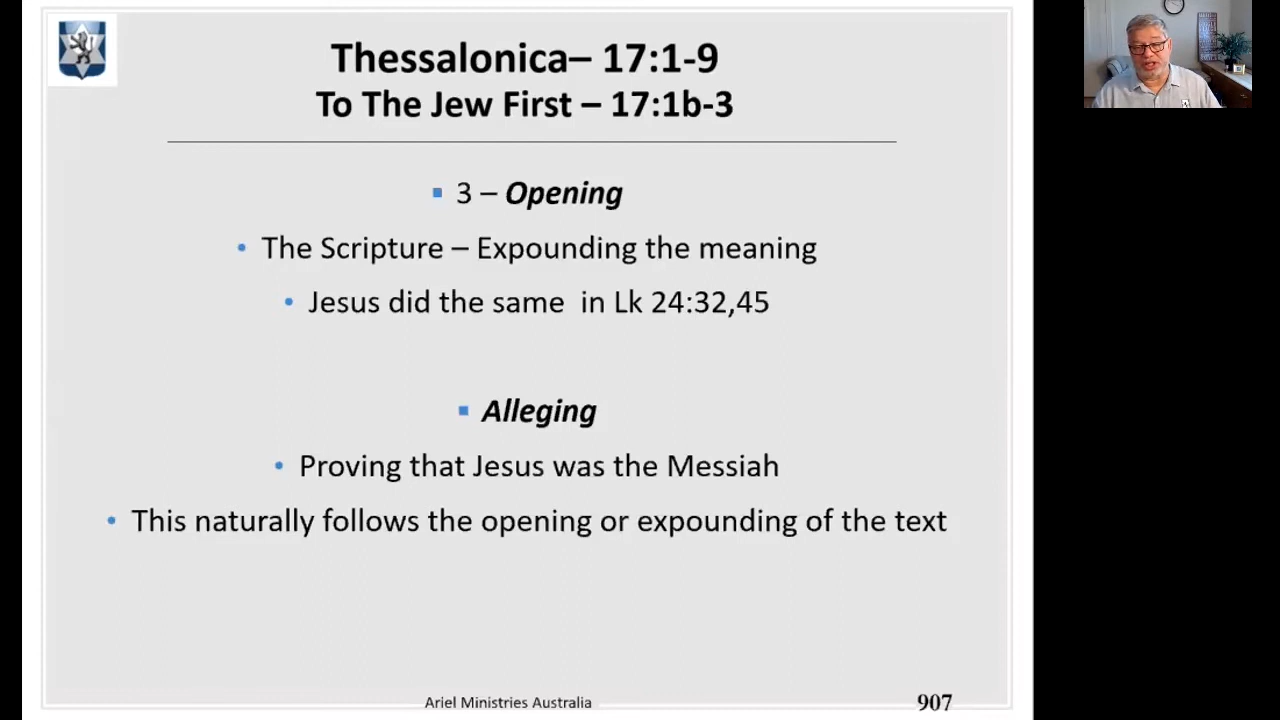 Thessalonica– 17:1-9
To The Jew First – 17:1b-3
3 – Opening
The Scripture – Expounding the meaning
Jesus did the same in Lk 24:32,45
Alleging
Proving that Jesus was the Messiah
This naturally follows the opening or expounding of the text
Ariel Ministries Australia
907